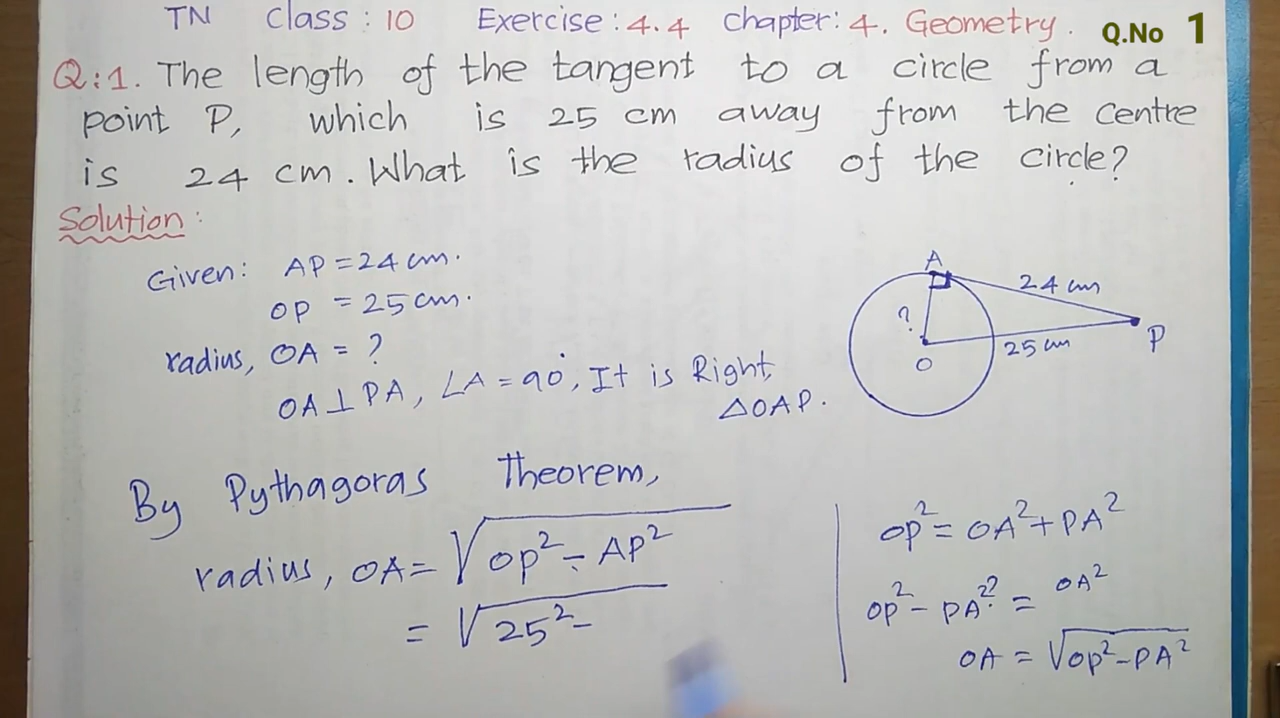 TN Class : 10 Exercise : 4.4 Chapter : 4. Geometry. Q.No 1
Q:1. The length of the tangent to a circle from a
point P, which is 25 cm away from the centre
is 24 cm. What is the radius of the circle?
Solution :
Given: AP = 24 cm.
OP = 25 cm.
radius, OA = ?
OA ⊥ PA, ∠A = 90°, It is Right
△OAP.
A
24 cm
?
P
25 cm
O
By Pythagoras Theorem,
radius, OA = √OP² - AP²
= √25² -
OP² = OA² + PA²
OP² - PA² = OA²
OA = √OP² - PA²